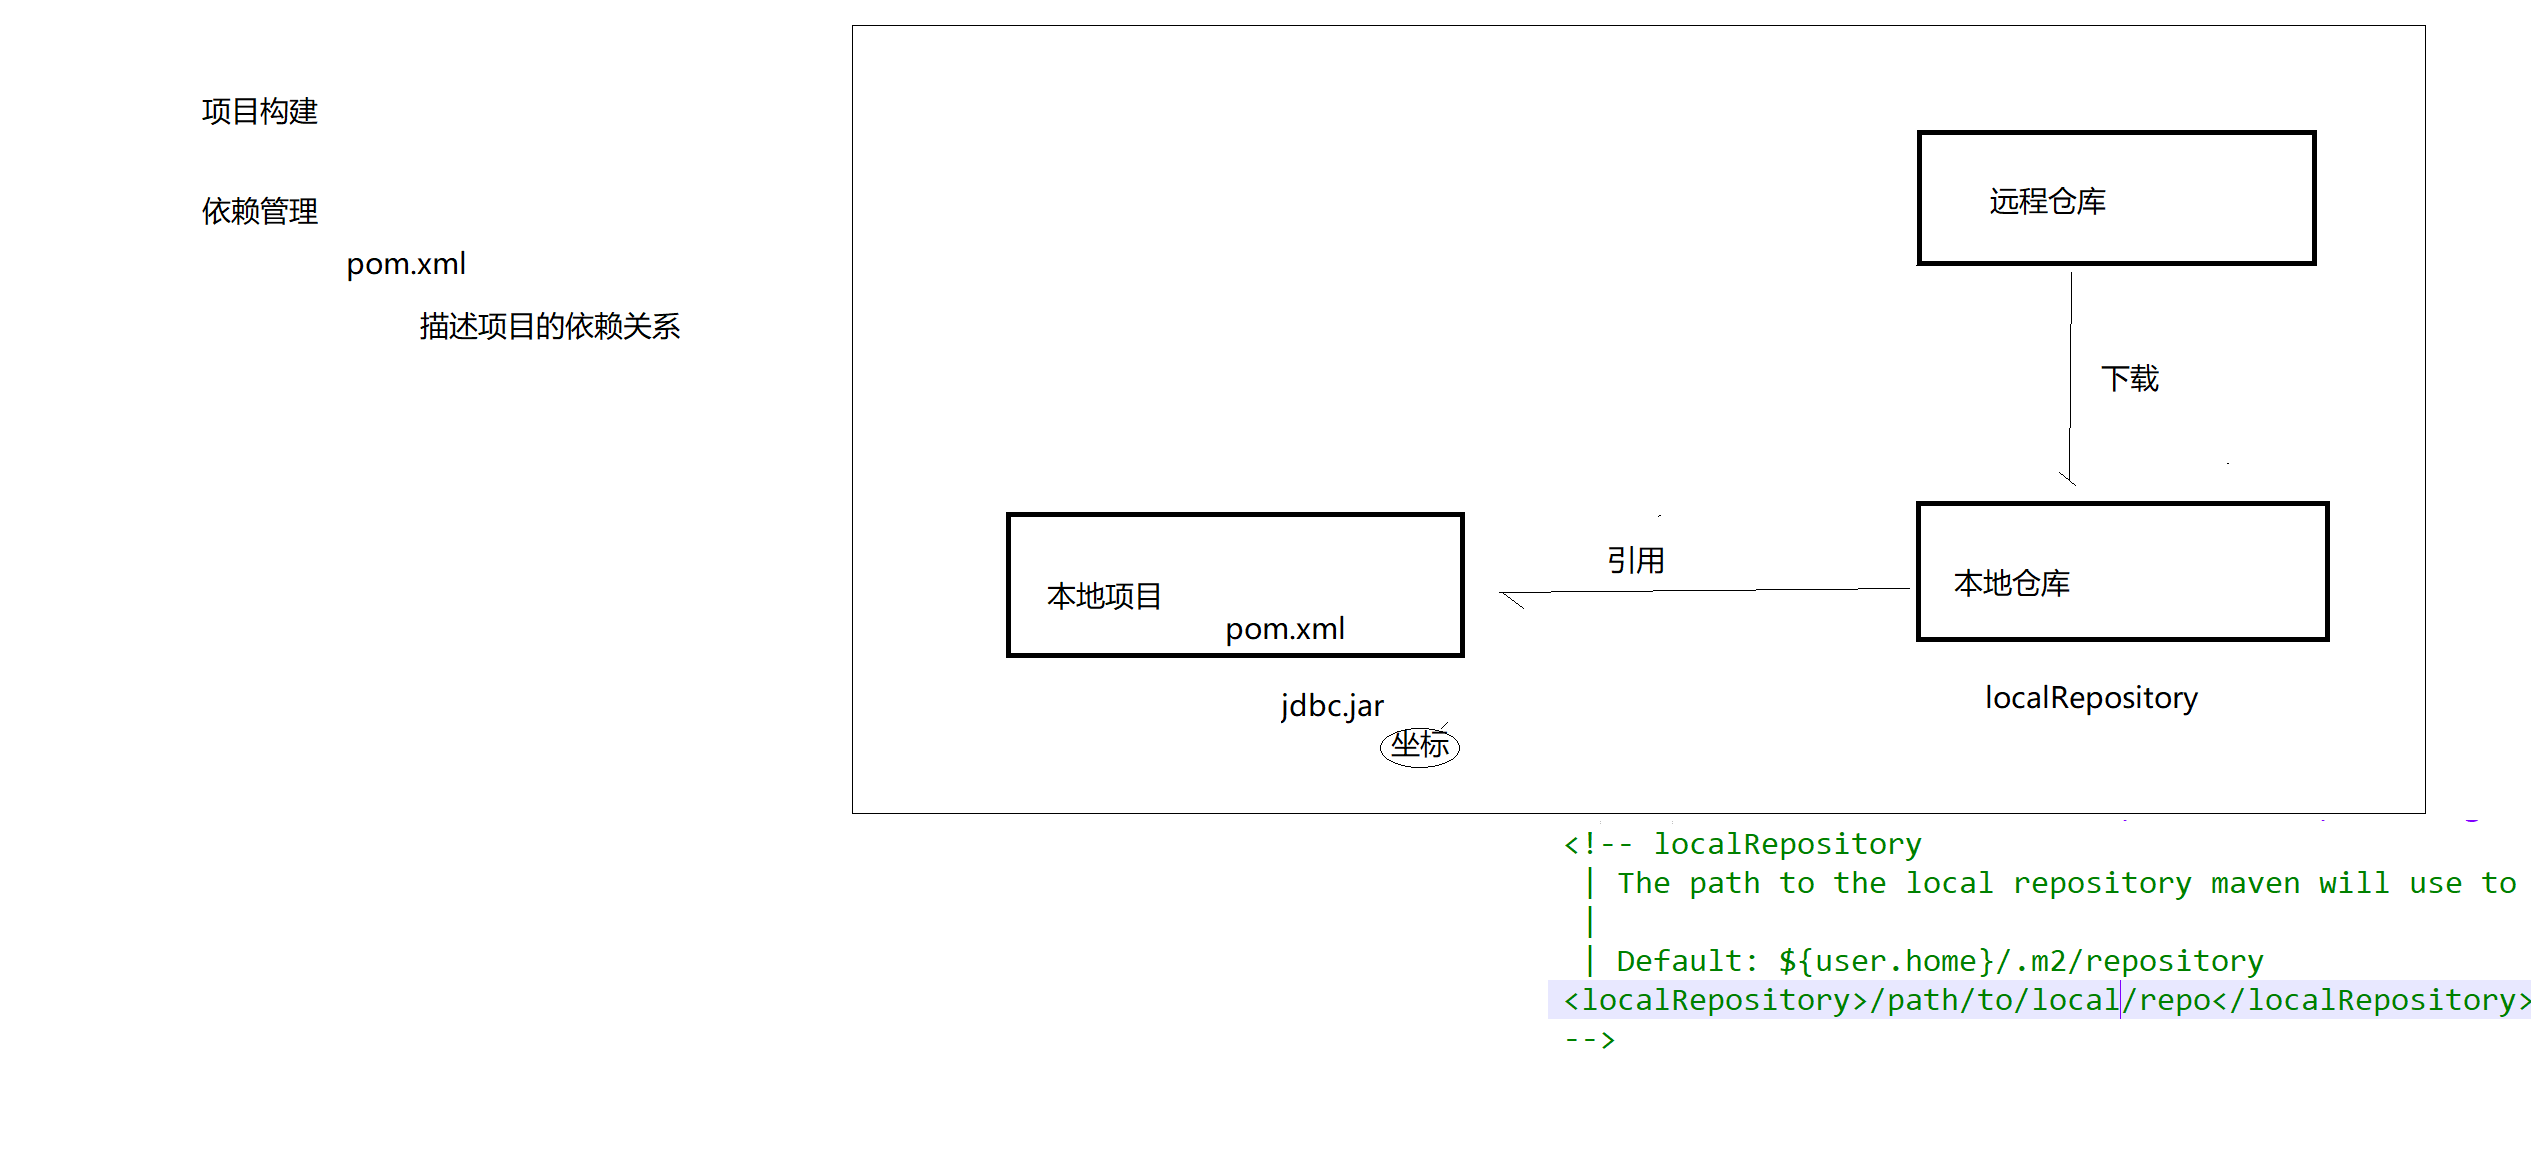 项目构建
依赖管理
pom.xml
描述项目的依赖关系
远程仓库
下载
引用
本地项目
pom.xml
本地仓库
jdbc.jar
坐标
localRepository
<!-- localRepository
| The path to the local repository maven will use to
|
| Default: ${user.home}/.m2/repository
<localRepository>/path/to/local/repo</localRepository>
-->